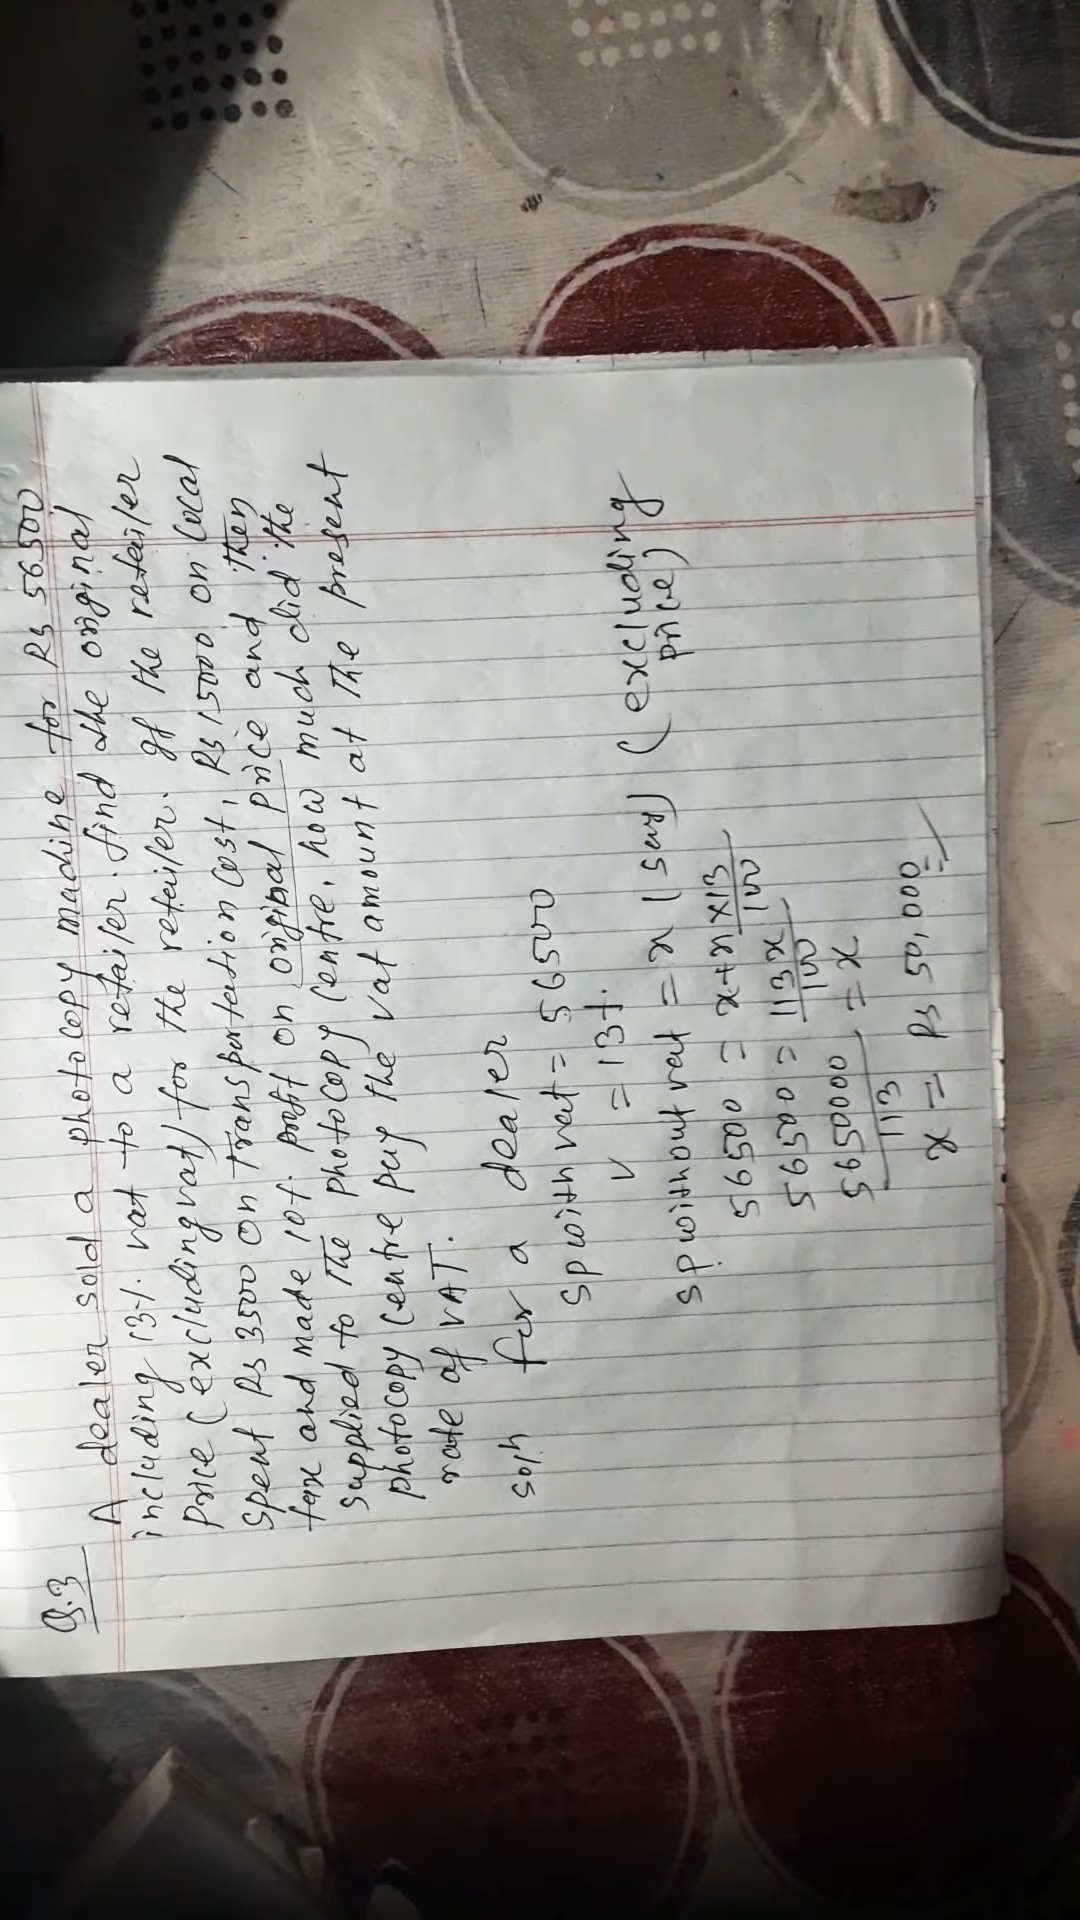 Q.3
A dealer sold a photocopy machine for Rs 56500
including 13%. vat to a retailer. find the original
price (excluding vat) for the retailer. If the retailer
spent Rs 3500 on transportation cost, Rs 15000 on local
tax and made 10%. profit on original price and then
supplied to the photocopy centre, how much did the
photocopy centre pay the vat amount at the present
rate of VAT.
soln for a dealer
Sp with vat = 56500
V = 13%.
Sp without vat = x (say) (excluding price)
56500 = x + x × 13/100
56500 = 113x/100
5650000/113 = x
x = Rs 50,000